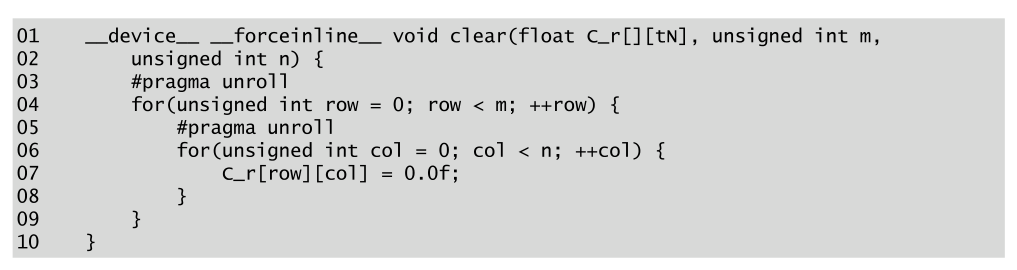 01 __device__ __forceinline__ void clear(float C_r[][tN], unsigned int m,
02 unsigned int n) {
03 #pragma unroll
04 for(unsigned int row = 0; row < m; ++row) {
05 #pragma unroll
06 for(unsigned int col = 0; col < n; ++col) {
07 C_r[row][col] = 0.0f;
08 }
09 }
10 }